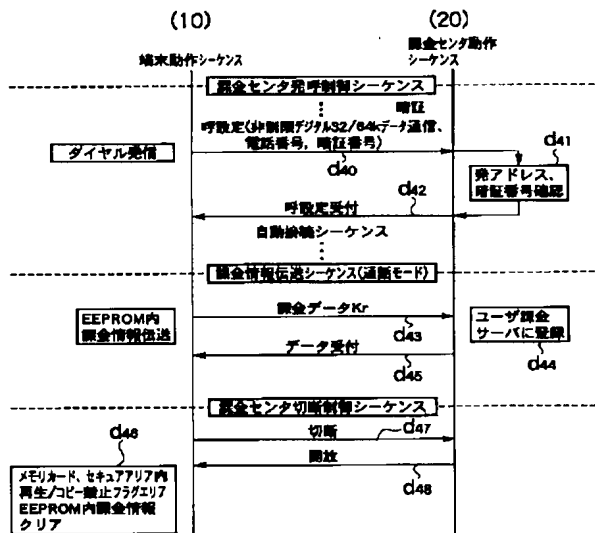 (10)
(20)
端末動作シーケンス
課金センタ動作
シーケンス
課金センタ発呼制御シーケンス
暗証
呼設定(非制限デジタル32/64kデータ通信、
電話番号，暗証番号)
ダイヤル発信
d40
d41
発アドレス、
暗証番号確認
d42
呼設定受付
自動接続シーケンス
課金情報伝送シーケンス(通話モード)
EEPROM内
課金情報伝送
課金データKr
d43
ユーザ課金
サーバに登録
d44
データ受付
d45
課金センタ切断制御シーケンス
d46
切断
d47
開放
d48
メモリカード、セキュアアリア内
再生/コピー禁止フラグエリア
EEPROM内課金情報
クリア